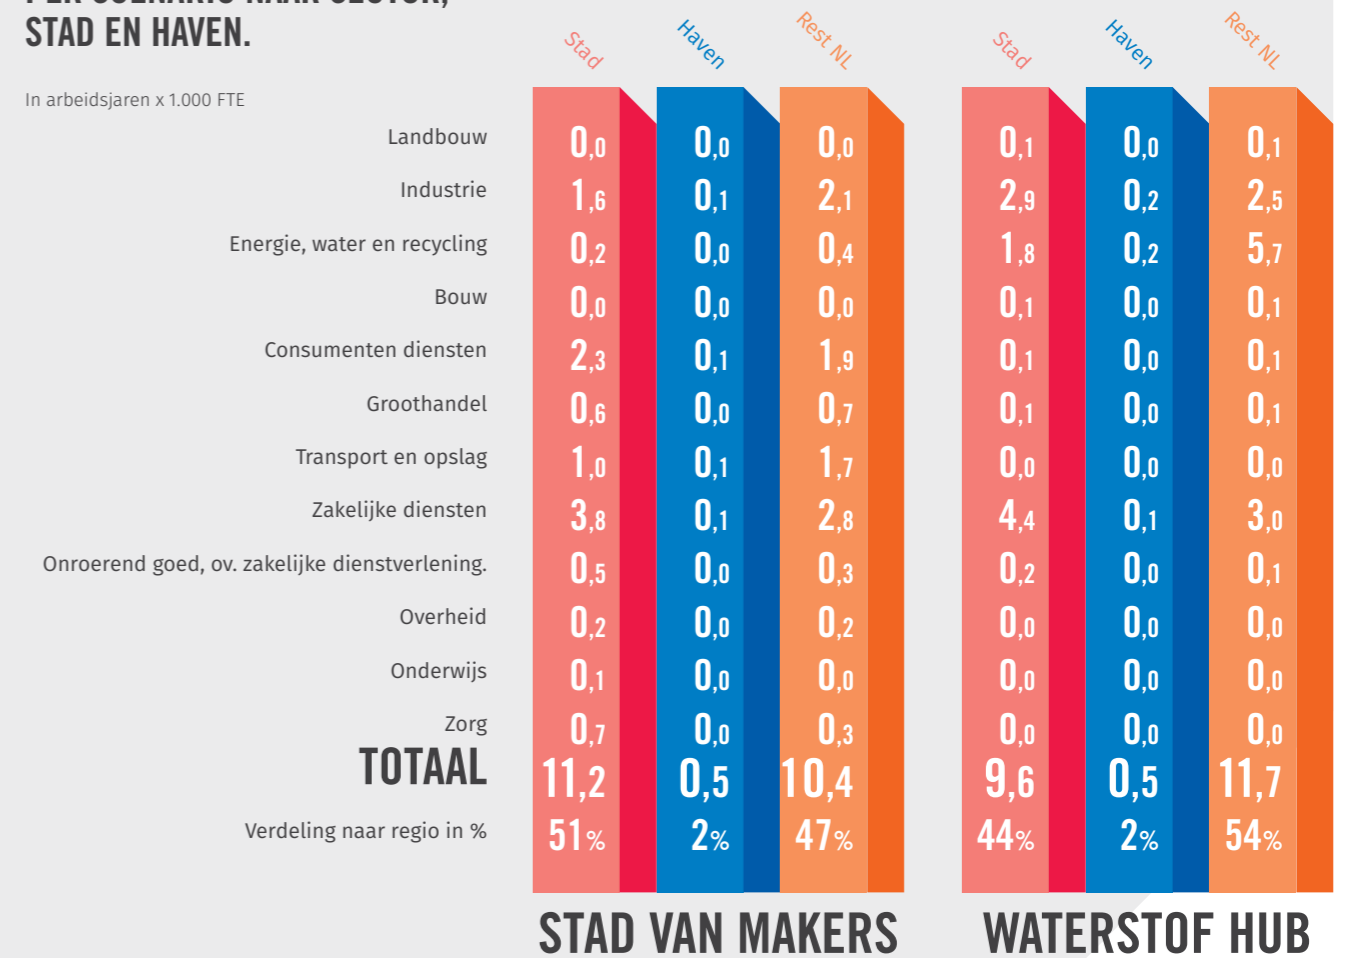 STAD EN HAVEN.
In arbeidsjaren x 1.000 FTE
Stad Haven Rest NL Stad Haven Rest NL
Landbouw 0,0 0,0 0,0 0,1 0,0 0,1
Industrie 1,6 0,1 2,1 2,9 0,2 2,5
Energie, water en recycling 0,2 0,0 0,4 1,8 0,2 5,7
Bouw 0,0 0,0 0,0 0,1 0,0 0,1
Consumenten diensten 2,3 0,1 1,9 0,1 0,0 0,1
Groothandel 0,6 0,0 0,7 0,1 0,0 0,1
Transport en opslag 1,0 0,1 1,7 0,0 0,0 0,0
Zakelijke diensten 3,8 0,1 2,8 4,4 0,1 3,0
Onroerend goed, ov. zakelijke dienstverlening. 0,5 0,0 0,3 0,2 0,0 0,1
Overheid 0,2 0,0 0,2 0,0 0,0 0,0
Onderwijs 0,1 0,0 0,0 0,0 0,0 0,0
Zorg 0,7 0,0 0,3 0,0 0,0 0,0
TOTAAL 11,2 0,5 10,4 9,6 0,5 11,7
Verdeling naar regio in % 51% 2% 47% 44% 2% 54%
STAD VAN MAKERS WATERSTOF HUB